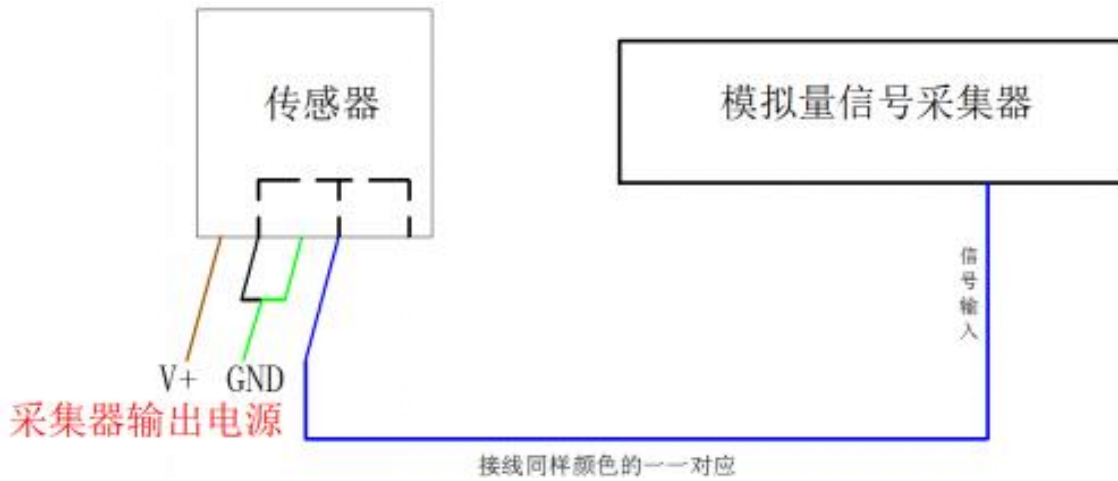 传感器
模拟量信号采集器
信号输入
V+ GND
采集器输出电源
接线同样颜色的一一对应